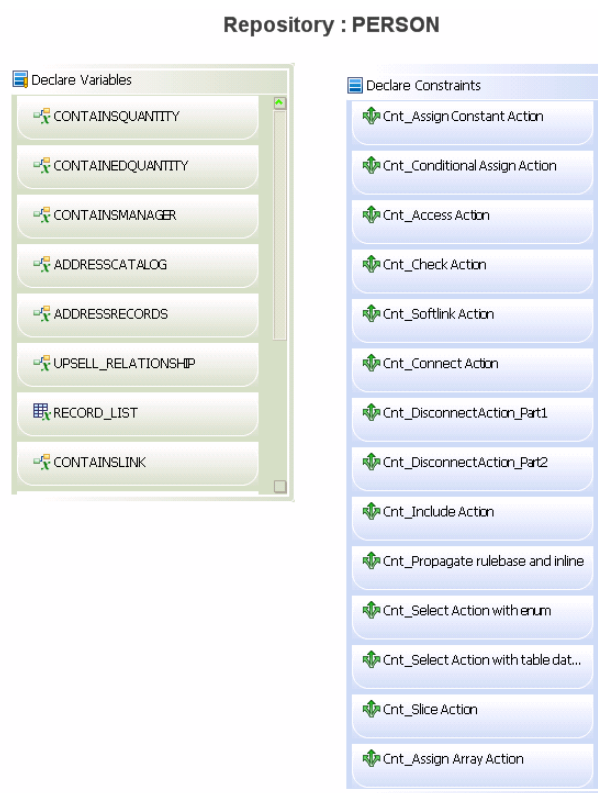 Repository : PERSON
Declare Variables
CONTAINSQUANTITY
CONTAINEDQUANTITY
CONTAINSMANAGER
ADDRESSCATALOG
ADDRESSRECORDS
UPSELL_RELATIONSHIP
RECORD_LIST
CONTAINSLINK
Declare Constraints
Cnt_Assign Constant Action
Cnt_Conditional Assign Action
Cnt_Access Action
Cnt_Check Action
Cnt_Softlink Action
Cnt_Connect Action
Cnt_DisconnectAction_Part1
Cnt_DisconnectAction_Part2
Cnt_Include Action
Cnt_Propagate rulebase and inline
Cnt_Select Action with enum
Cnt_Select Action with table dat...
Cnt_Slice Action
Cnt_Assign Array Action